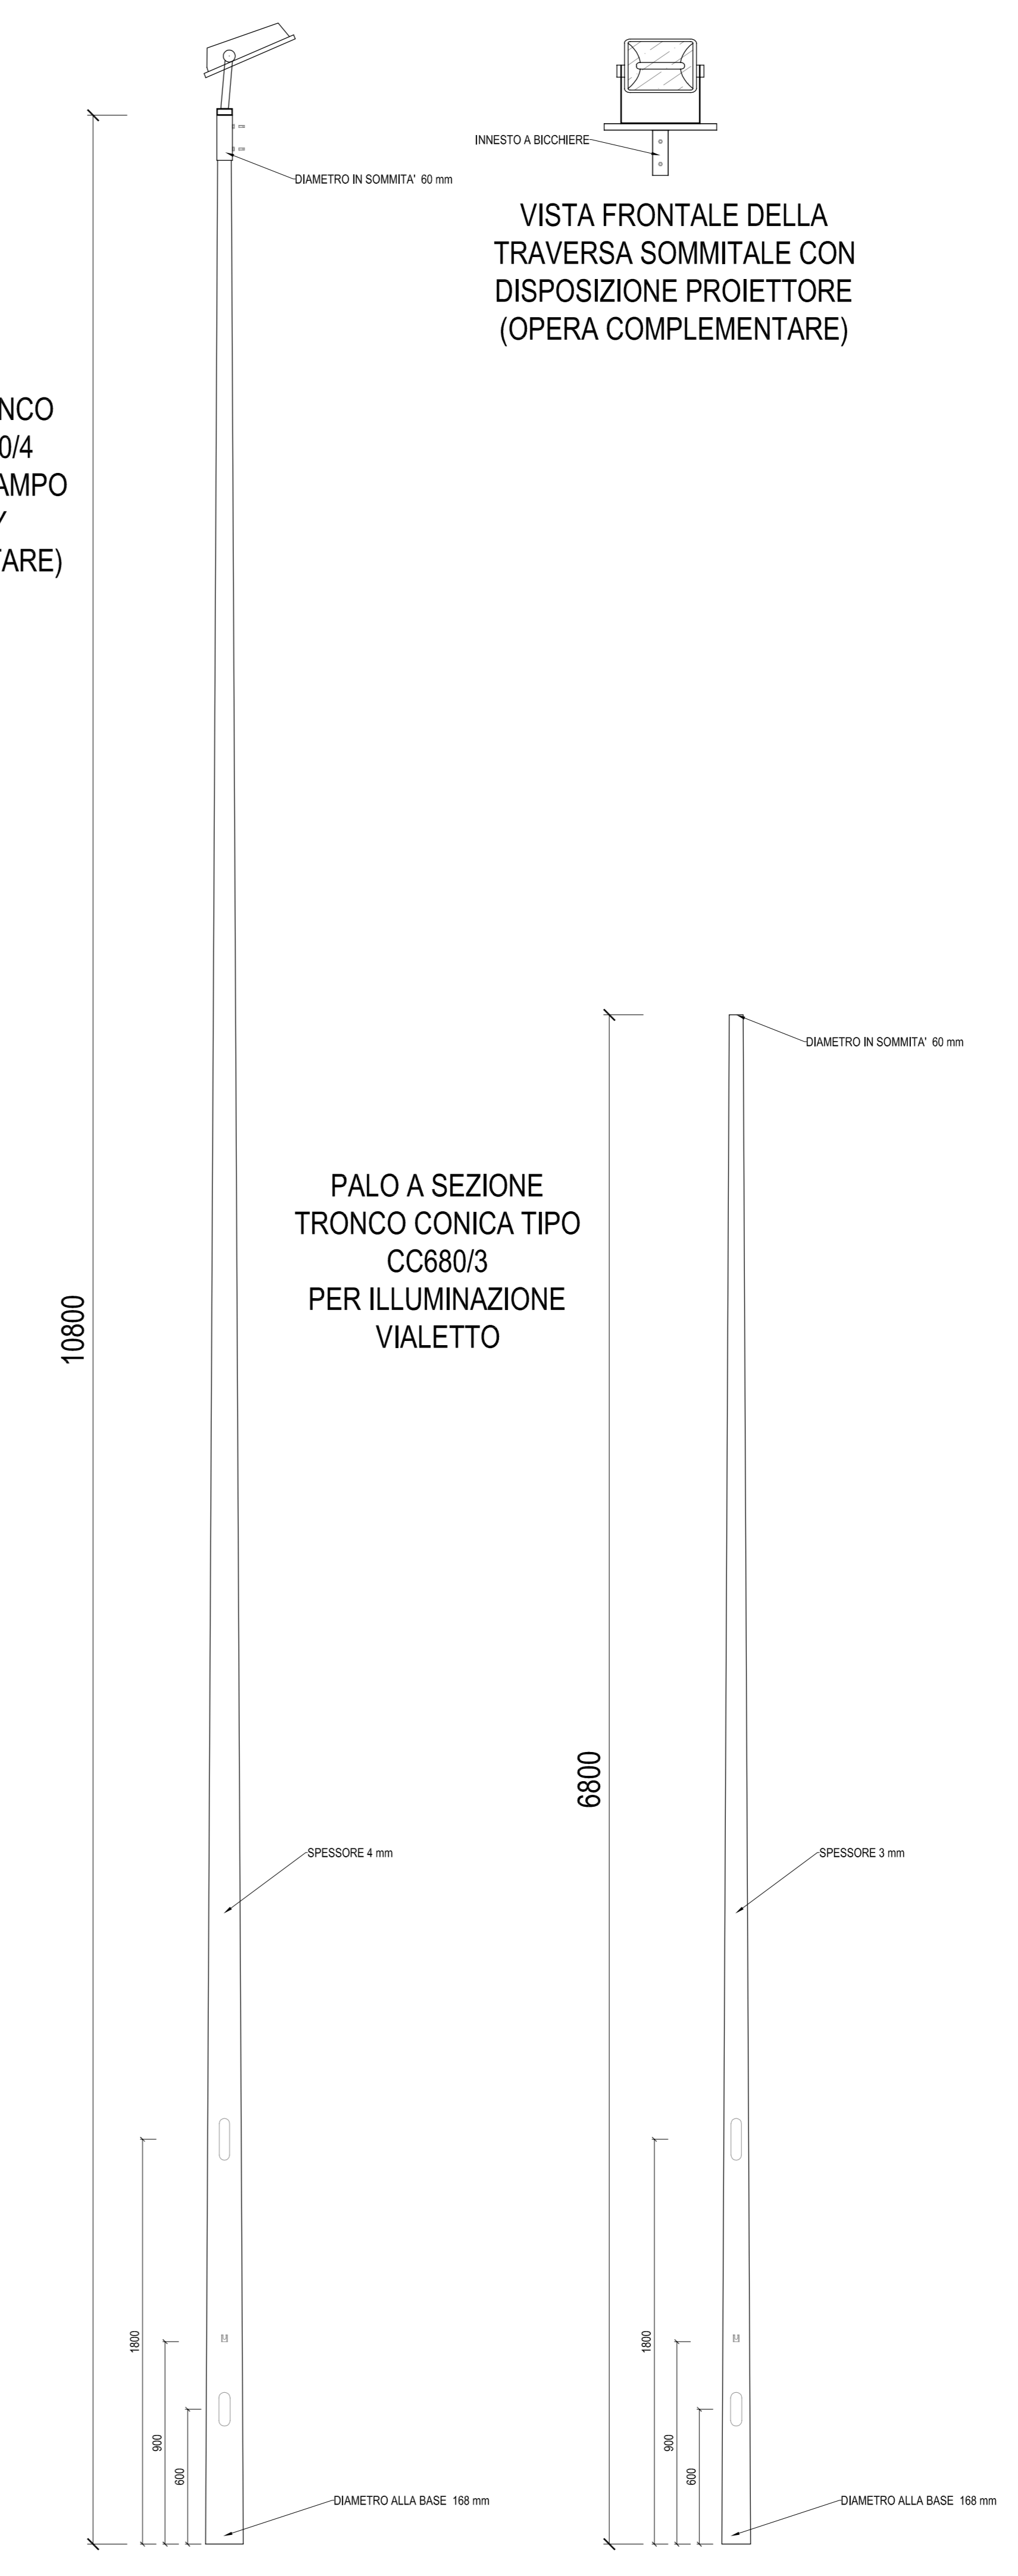 INNESTO A BICCHIERE
DIAMETRO IN SOMMITA' 60 mm
VISTA FRONTALE DELLA
TRAVERSA SOMMITALE CON
DISPOSIZIONE PROIETTORE
(OPERA COMPLEMENTARE)
NCO
0/4
AMPO
Y
TARE)
10800
DIAMETRO IN SOMMITA' 60 mm
PALO A SEZIONE
TRONCO CONICA TIPO
CC680/3
PER ILLUMINAZIONE
VIALETTO
6800
SPESSORE 4 mm
SPESSORE 3 mm
1800
900
600
1800
900
600
DIAMETRO ALLA BASE 168 mm
DIAMETRO ALLA BASE 168 mm